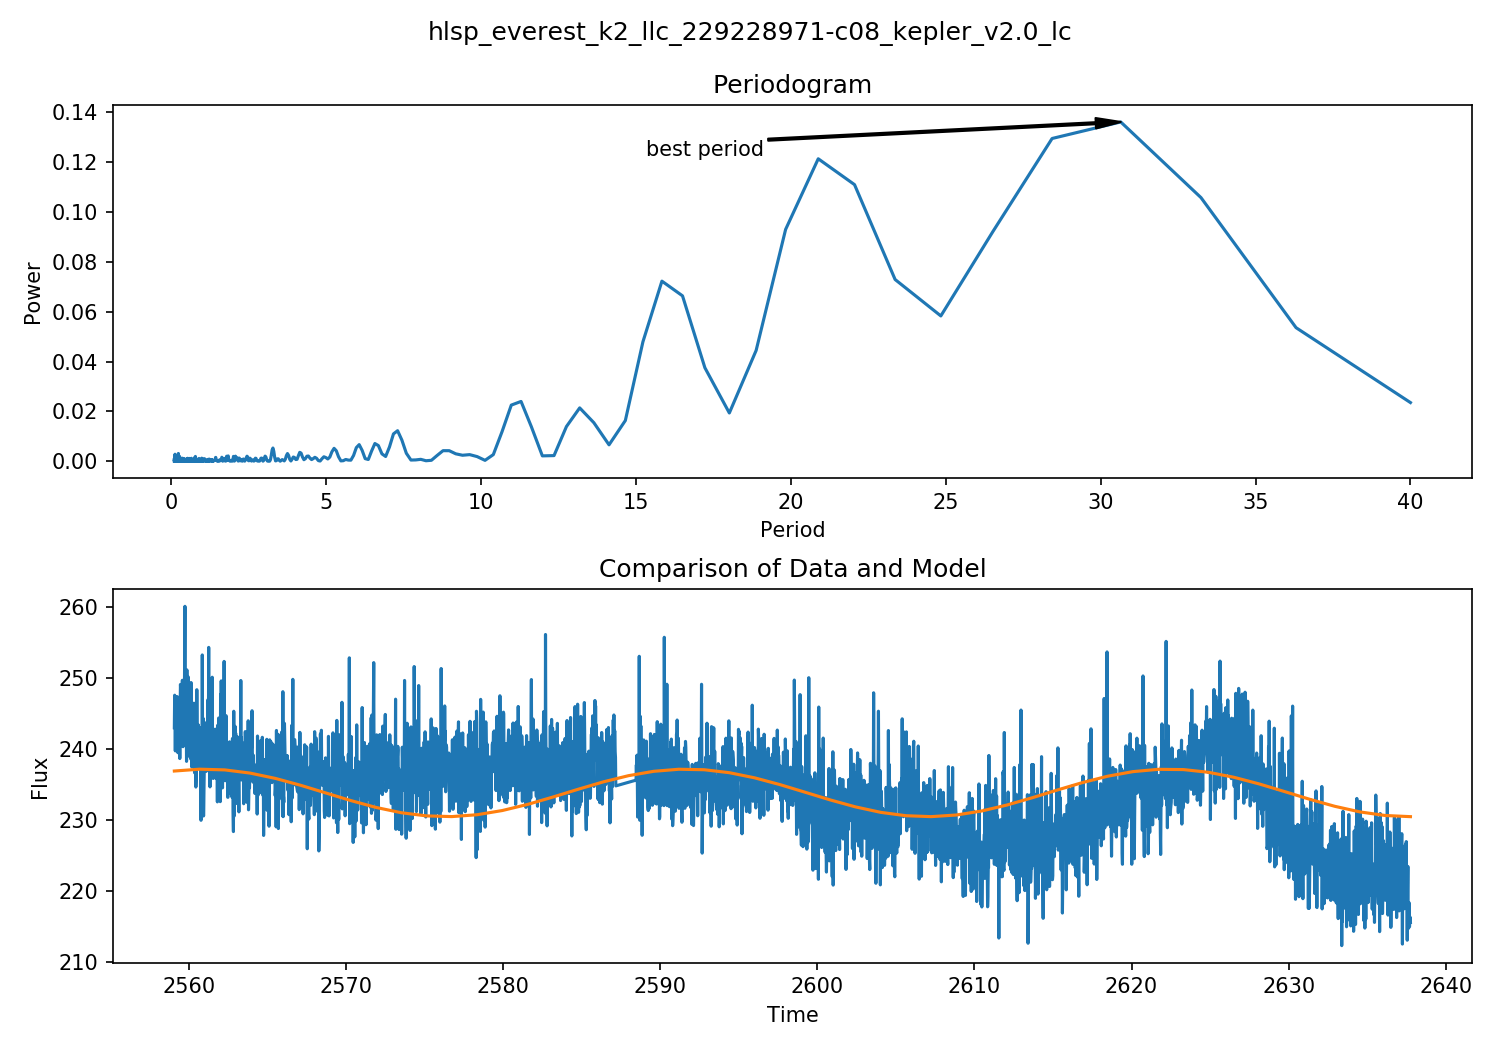 hlsp_everest_k2_llc_229228971-c08_kepler_v2.0_lc
Periodogram
0.14
0.12
0.10
0.08
0.06
0.04
0.02
0.00
Power
best period
0 5 10 15 20 25 30 35 40
Period
Comparison of Data and Model
260
250
240
230
220
210
Flux
2560 2570 2580 2590 2600 2610 2620 2630 2640
Time